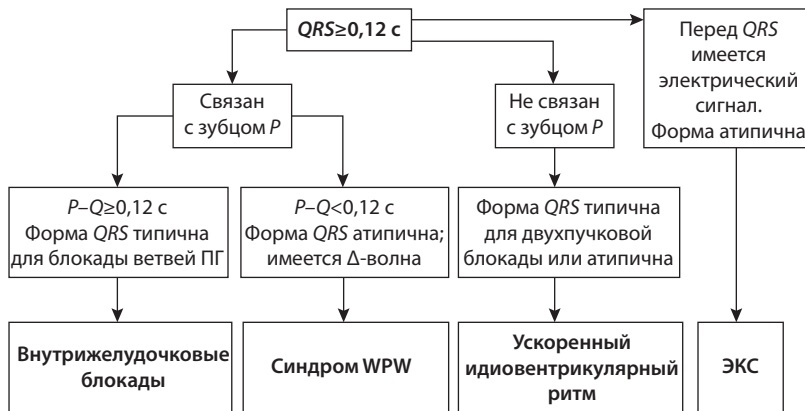 QRS≥0,12 с
Перед QRS
имеется
электрический
сигнал.
Форма атипична
Связан
с зубцом P
Не связан
с зубцом P
P–Q≥0,12 с
Форма QRS типична
для блокады ветвей ПГ
P–Q<0,12 с
Форма QRS атипична;
имеется Δ-волна
Форма QRS типична
для двухпучковой
блокады или атипична
Внутрижелудочковые
блокады
Синдром WPW
Ускоренный
идиовентрикулярный
ритм
ЭКС